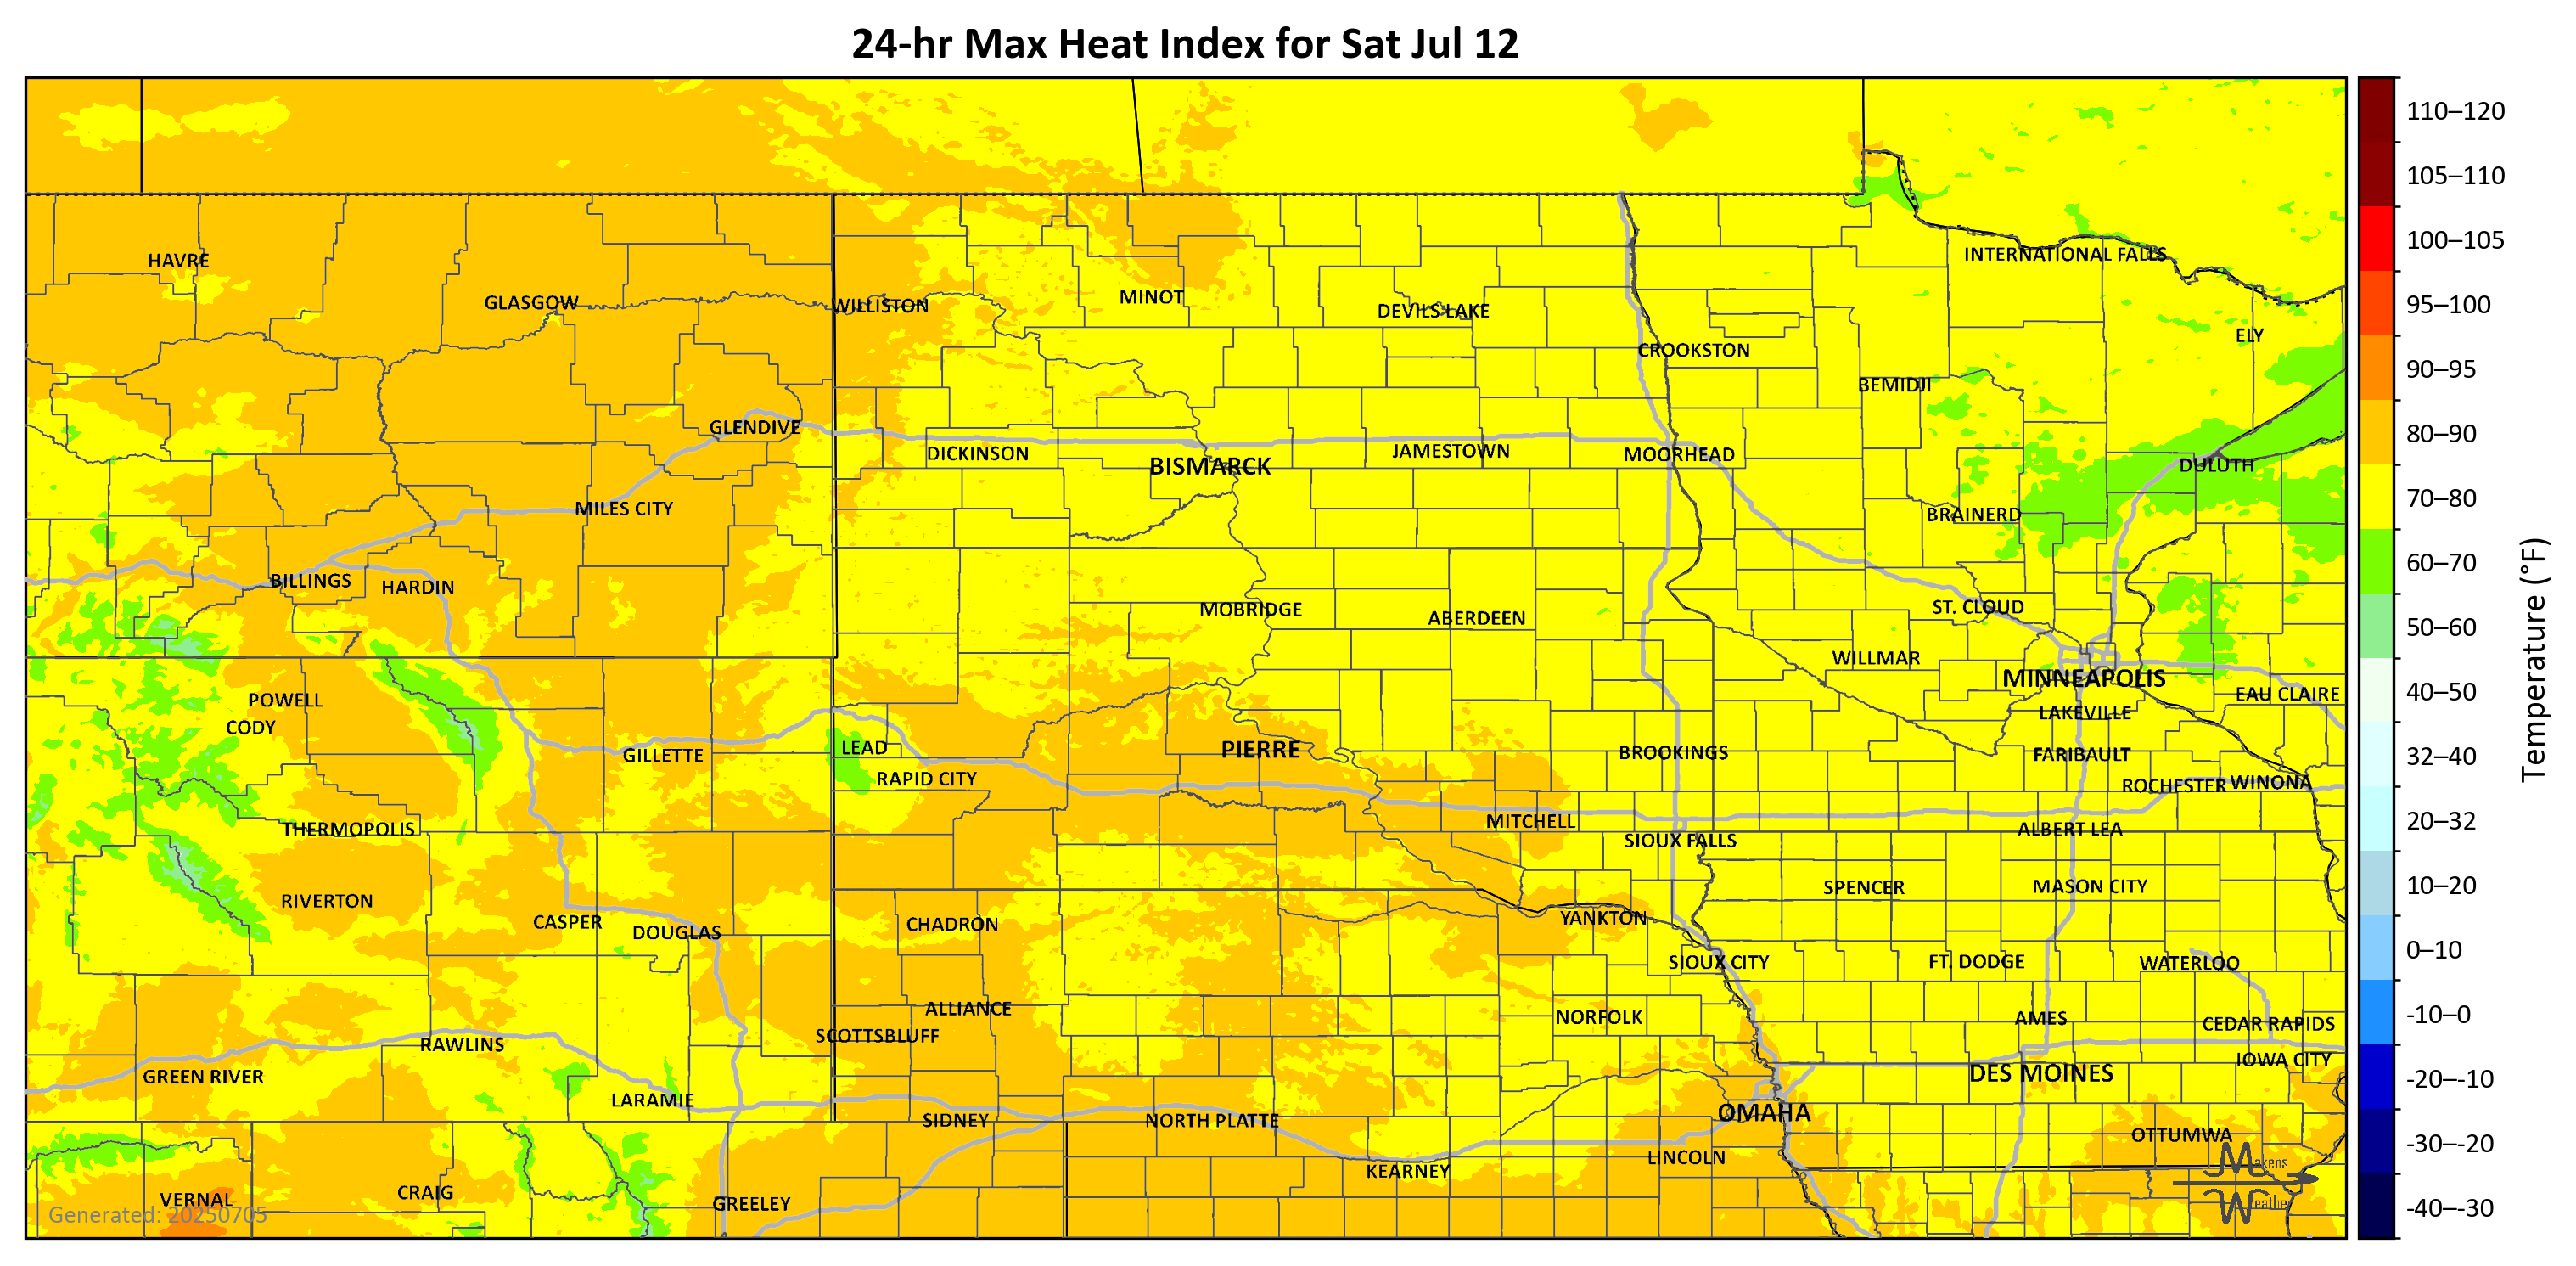 24-hr Max Heat Index for Sat Jul 12
HAVRE
GLASGOW
WILLISTON
MINOT
DEVILS LAKE
INTERNATIONAL FALLS
ELY
CROOKSTON
BEMIDJI
GLENDIVE
DICKINSON
BISMARCK
JAMESTOWN
MOORHEAD
DULUTH
MILES CITY
BRAINERD
BILLINGS
HARDIN
MOBRIDGE
ABERDEEN
ST. CLOUD
WILLMAR
MINNEAPOLIS
EAU CLAIRE
POWELL
CODY
LAKEVILLE
GILLETTE
LEAD
RAPID CITY
PIERRE
BROOKINGS
FARIBAULT
ROCHESTER
WINONA
THERMOPOLIS
MITCHELL
SIOUX FALLS
ALBERT LEA
RIVERTON
SPENCER
MASON CITY
CASPER
DOUGLAS
CHADRON
YANKTON
SIOUX CITY
FT. DODGE
WATERLOO
ALLIANCE
SCOTTSBLUFF
NORFOLK
AMES
CEDAR RAPIDS
RAWLINS
IOWA CITY
GREEN RIVER
DES MOINES
LARAMIE
SIDNEY
NORTH PLATTE
OMAHA
OTTUMWA
LINCOLN
KEARNEY
VERNAL
CRAIG
GREELEY
Generated: 20250705
Makens
Weather
110–120
105–110
100–105
95–100
90–95
80–90
70–80
60–70
50–60
40–50
32–40
20–32
10–20
0–10
-10–0
-20–-10
-30–-20
-40–-30
Temperature (°F)